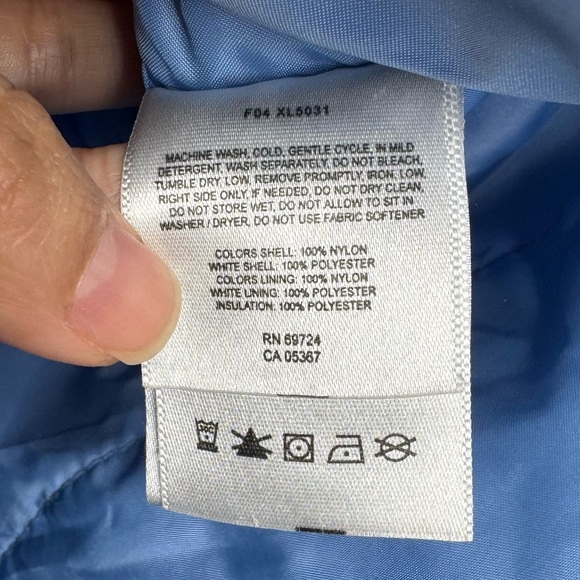 F04 XL5031
MACHINE WASH, COLD, GENTLE CYCLE, IN MILD
DETERGENT, WASH SEPARATELY, DO NOT BLEACH,
TUMBLE DRY, LOW, REMOVE PROMPTLY, IRON, LOW,
RIGHT SIDE ONLY, IF NEEDED, DO NOT DRY CLEAN,
DO NOT STORE WET, DO NOT ALLOW TO SIT IN
WASHER / DRYER, DO NOT USE FABRIC SOFTENER
COLORS SHELL: 100% NYLON
WHITE SHELL: 100% POLYESTER
COLORS LINING: 100% NYLON
WHITE LINING: 100% POLYESTER
INSULATION: 100% POLYESTER
RN 69724
CA 05367